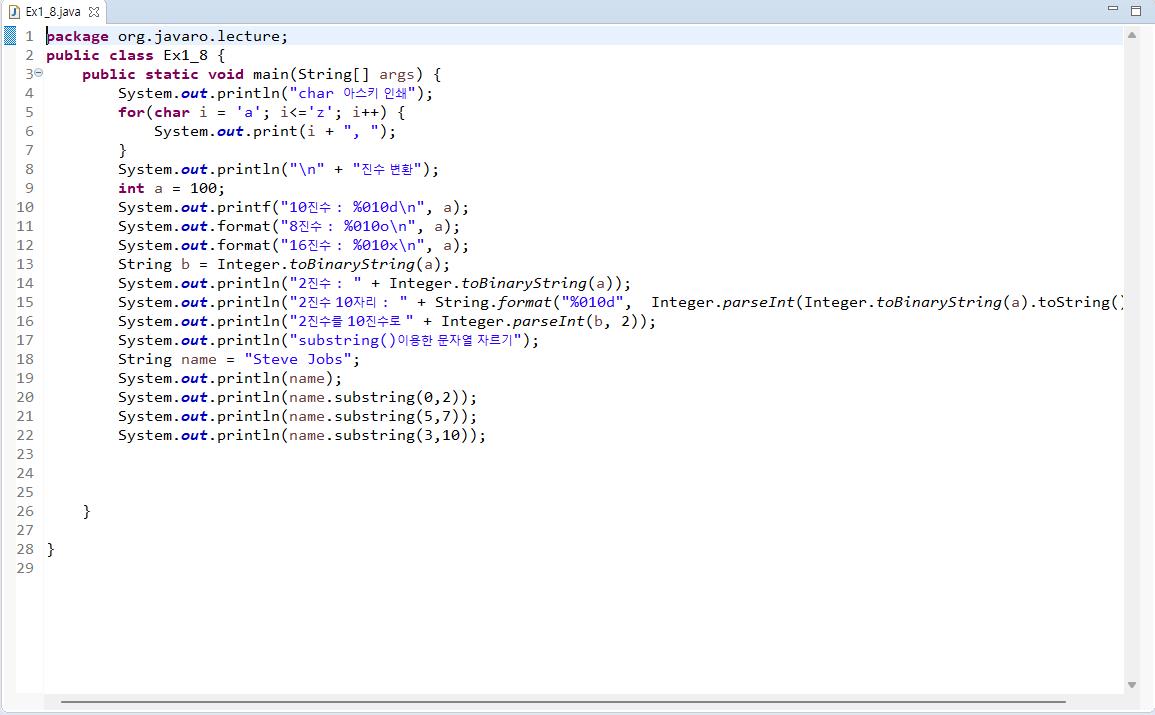 Ex1_8.java
1 package org.javaro.lecture;
2 public class Ex1_8 {
3 public static void main(String[] args) {
4 System.out.println("char 아스키 인쇄");
5 for(char i = 'a'; i<='z'; i++) {
6 System.out.print(i + ", ");
7 }
8 System.out.println("\n" + "진수 변환");
9 int a = 100;
10 System.out.printf("10진수 : %010d\n", a);
11 System.out.format("8진수 : %010o\n", a);
12 System.out.format("16진수 : %010x\n", a);
13 String b = Integer.toBinaryString(a);
14 System.out.println("2진수 : " + Integer.toBinaryString(a));
15 System.out.println("2진수 10자리 : " + String.format("%010d", Integer.parseInt(Integer.toBinaryString(a).toString()
16 System.out.println("2진수를 10진수로 " + Integer.parseInt(b, 2));
17 System.out.println("substring()이용한 문자열 자르기");
18 String name = "Steve Jobs";
19 System.out.println(name);
20 System.out.println(name.substring(0,2));
21 System.out.println(name.substring(5,7));
22 System.out.println(name.substring(3,10));
23
24
25
26 }
27
28 }
29